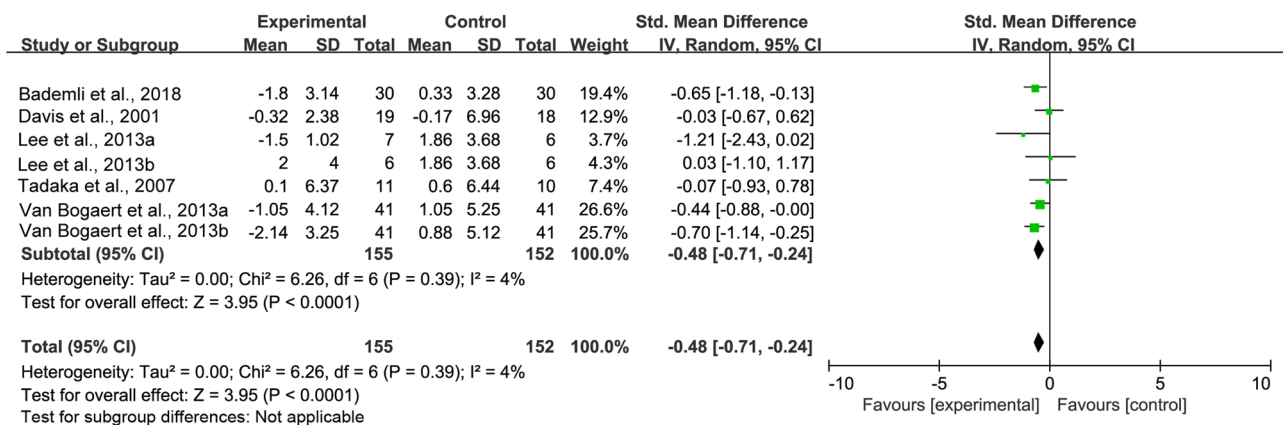 Experimental Control Std. Mean Difference Std. Mean Difference
Study or Subgroup Mean SD Total Mean SD Total Weight IV, Random, 95% CI IV, Random, 95% CI
Bademli et al., 2018 -1.8 3.14 30 0.33 3.28 30 19.4% -0.65 [-1.18, -0.13]
Davis et al., 2001 -0.32 2.38 19 -0.17 6.96 18 12.9% -0.03 [-0.67, 0.62]
Lee et al., 2013a -1.5 1.02 7 1.86 3.68 6 3.7% -1.21 [-2.43, 0.02]
Lee et al., 2013b 2 4 6 1.86 3.68 6 4.3% 0.03 [-1.10, 1.17]
Tadaka et al., 2007 0.1 6.37 11 0.6 6.44 10 7.4% -0.07 [-0.93, 0.78]
Van Bogaert et al., 2013a -1.05 4.12 41 1.05 5.25 41 26.6% -0.44 [-0.88, -0.00]
Van Bogaert et al., 2013b -2.14 3.25 41 0.88 5.12 41 25.7% -0.70 [-1.14, -0.25]
Subtotal (95% CI) 155 152 100.0% -0.48 [-0.71, -0.24]
Heterogeneity: Tau² = 0.00; Chi² = 6.26, df = 6 (P = 0.39); I² = 4%
Test for overall effect: Z = 3.95 (P < 0.0001)
Total (95% CI) 155 152 100.0% -0.48 [-0.71, -0.24]
Heterogeneity: Tau² = 0.00; Chi² = 6.26, df = 6 (P = 0.39); I² = 4%
Test for overall effect: Z = 3.95 (P < 0.0001)
Test for subgroup differences: Not applicable
-10 -5 0 5 10
Favours [experimental] Favours [control]